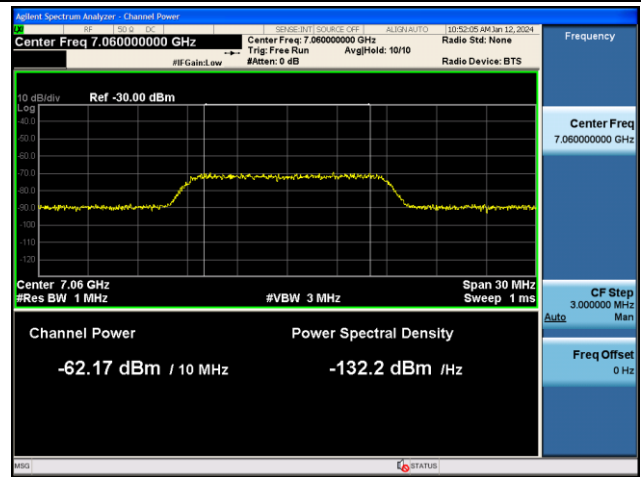 Agilent Spectrum Analyzer - Channel Power
RF 50 Ω DC SENSE:INT SOURCE OFF ALIGN AUTO 10:52:05 AM Jan 12, 2024
Center Freq 7.060000000 GHz
Center Freq: 7.060000000 GHz
Radio Std: None
Trig: Free Run Avg|Hold: 10/10
#IFGain:Low #Atten: 0 dB Radio Device: BTS
10 dB/div Ref -30.00 dBm
Log
-40.0
-50.0
-60.0
-70.0
-80.0
-90.0
-100
-110
-120
Center 7.06 GHz Span 30 MHz
#Res BW 1 MHz #VBW 3 MHz Sweep 1 ms
Channel Power Power Spectral Density
-62.17 dBm / 10 MHz -132.2 dBm /Hz
Frequency
Center Freq
7.060000000 GHz
CF Step
3.000000 MHz
Auto Man
Freq Offset
0 Hz
MSG STATUS